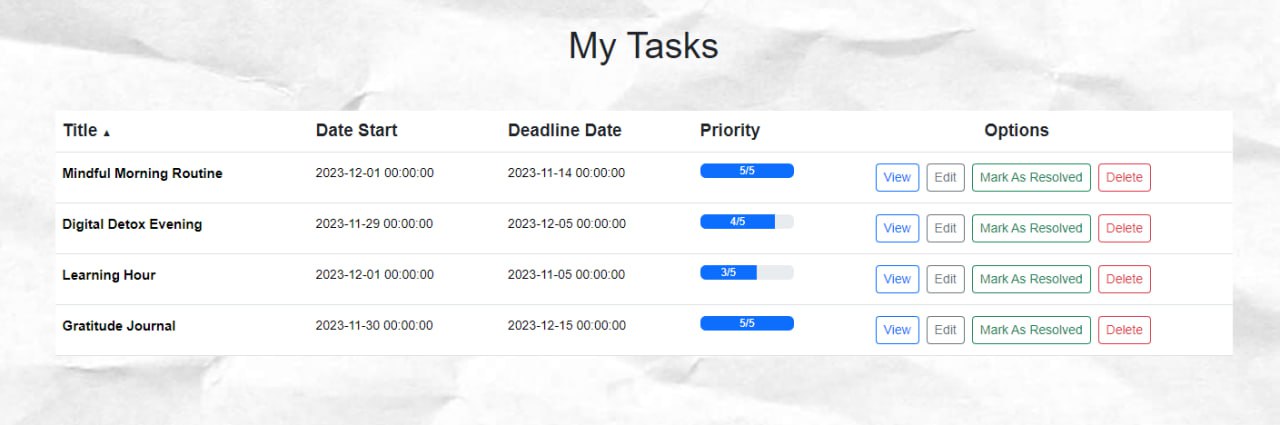 My Tasks
Title ▲ Date Start Deadline Date Priority Options
Mindful Morning Routine 2023-12-01 00:00:00 2023-11-14 00:00:00 5/5 View Edit Mark As Resolved Delete
Digital Detox Evening 2023-11-29 00:00:00 2023-12-05 00:00:00 4/5 View Edit Mark As Resolved Delete
Learning Hour 2023-12-01 00:00:00 2023-11-05 00:00:00 3/5 View Edit Mark As Resolved Delete
Gratitude Journal 2023-11-30 00:00:00 2023-12-15 00:00:00 5/5 View Edit Mark As Resolved Delete